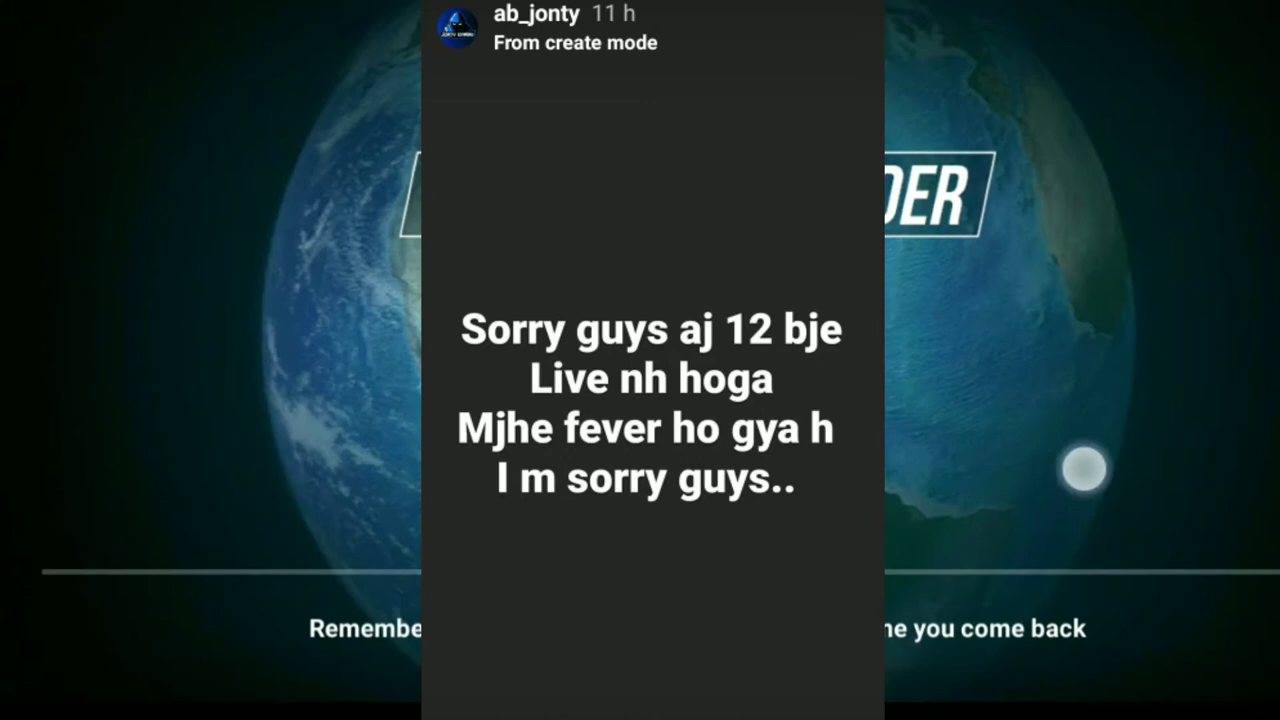 ab_jonty 11 h
From create mode
DER
Sorry guys aj 12 bje
Live nh hoga
Mjhe fever ho gya h
I m sorry guys..
Remembe
ne you come back